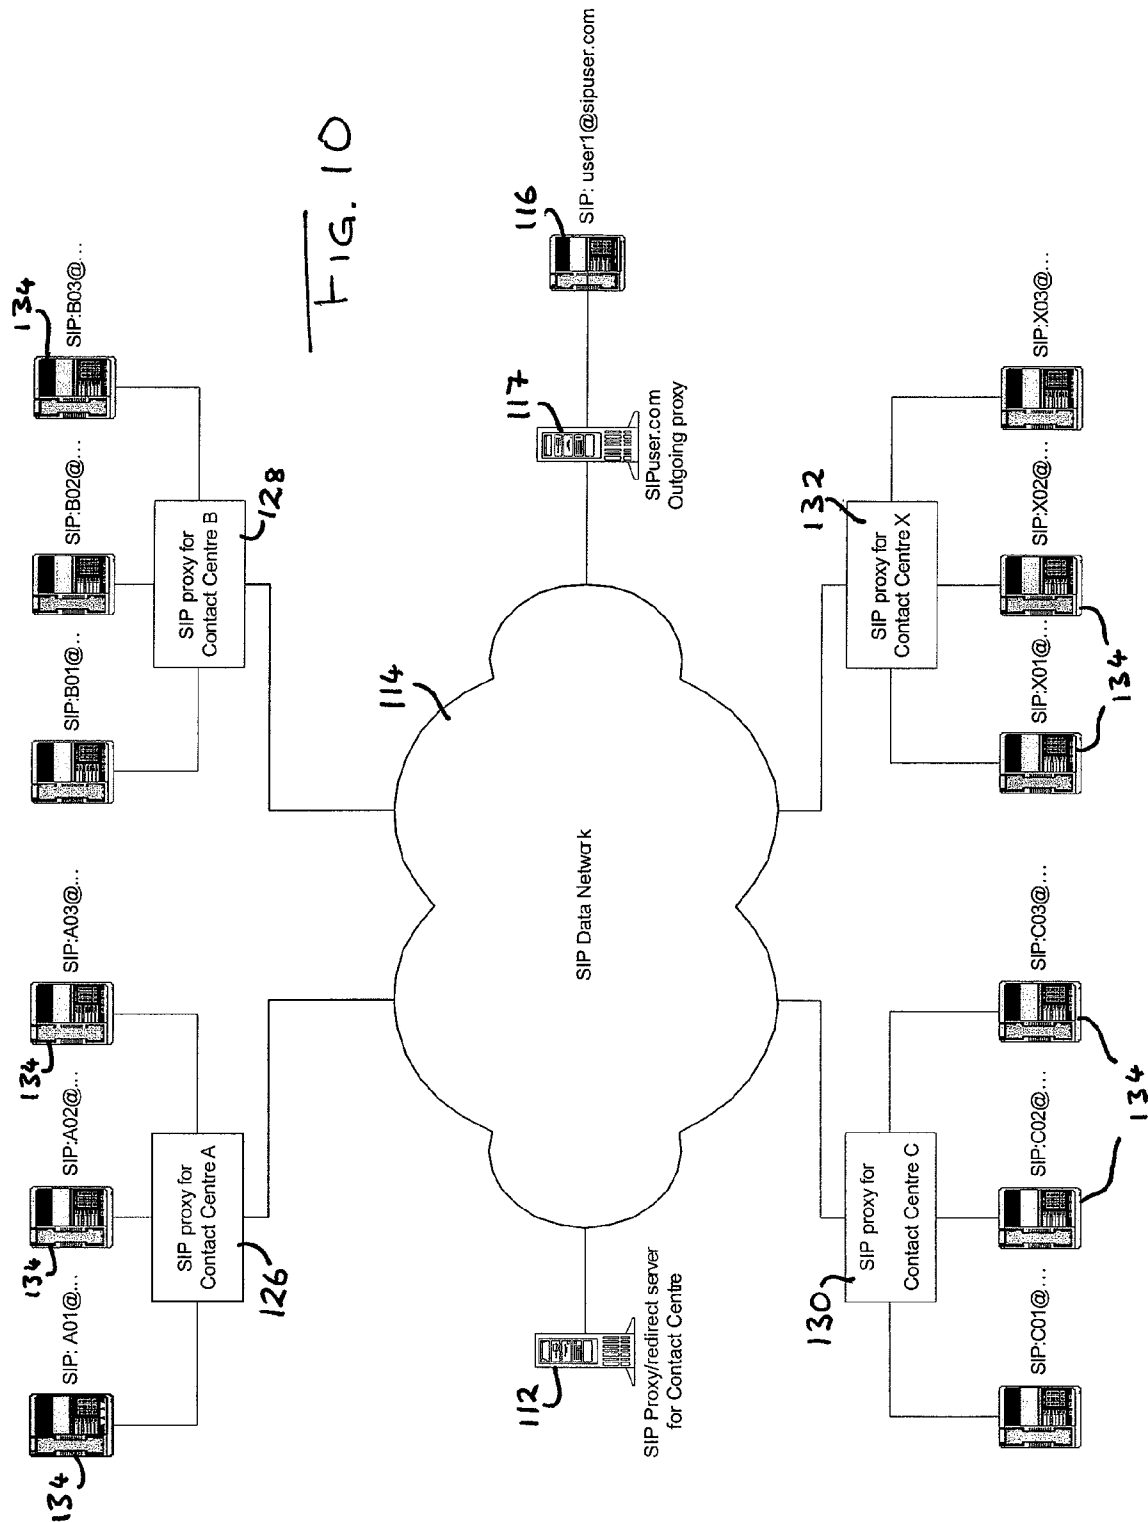 134
134
134
134
SIP: A01@...
SIP:A02@...
SIP:A03@...
SIP:B01@...
SIP:B02@...
SIP:B03@...
SIP proxy for
Contact Centre A
126
SIP proxy for
Contact Centre B
128
FIG. 10
114
SIP Data Network
112
SIP Proxy/redirect server
for Contact Centre
117
SIPuser.com
Outgoing proxy
116
SIP: user1@sipuser.com
130
SIP proxy for
Contact Centre C
132
SIP proxy for
Contact Centre X
SIP:C01@...
SIP:C02@...
SIP:C03@...
SIP:X01@...
SIP:X02@...
SIP:X03@...
134
134